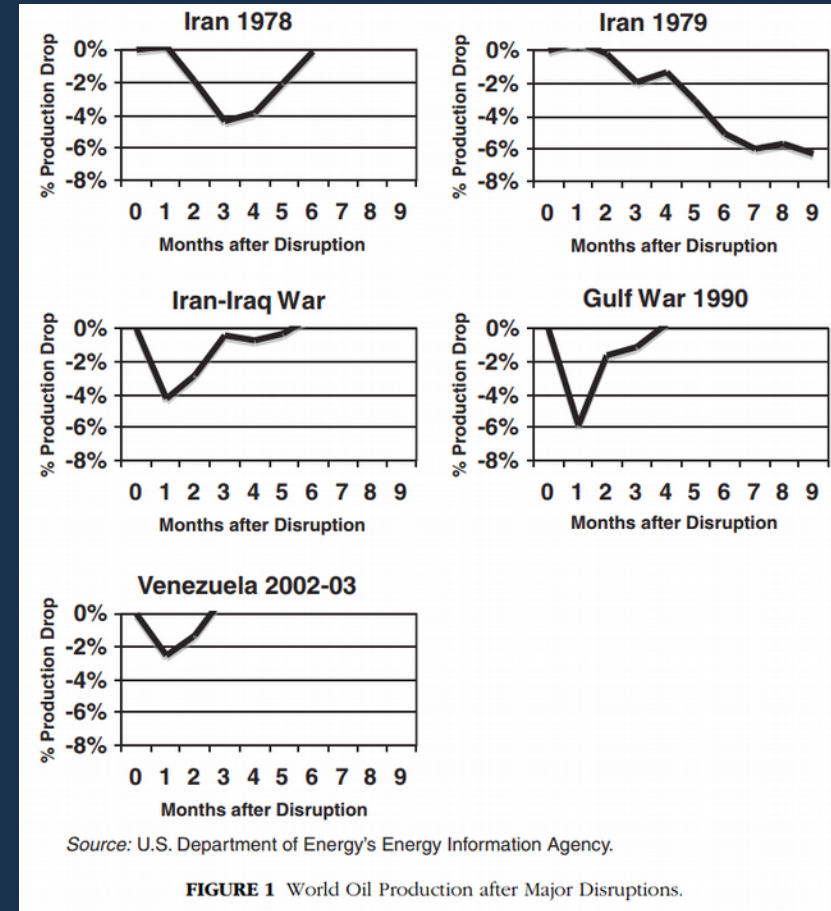 Iran 1978
% Production Drop
0%
-2%
-4%
-6%
-8%
0 1 2 3 4 5 6 7 8 9
Months after Disruption
Iran 1979
% Production Drop
0%
-2%
-4%
-6%
-8%
0 1 2 3 4 5 6 7 8 9
Months after Disruption
Iran-Iraq War
% Production Drop
0%
-2%
-4%
-6%
-8%
0 1 2 3 4 5 6 7 8 9
Months after Disruption
Gulf War 1990
% Production Drop
0%
-2%
-4%
-6%
-8%
0 1 2 3 4 5 6 7 8 9
Months after Disruption
Venezuela 2002-03
% Production Drop
0%
-2%
-4%
-6%
-8%
0 1 2 3 4 5 6 7 8 9
Months after Disruption
Source: U.S. Department of Energy's Energy Information Agency.
FIGURE 1 World Oil Production after Major Disruptions.